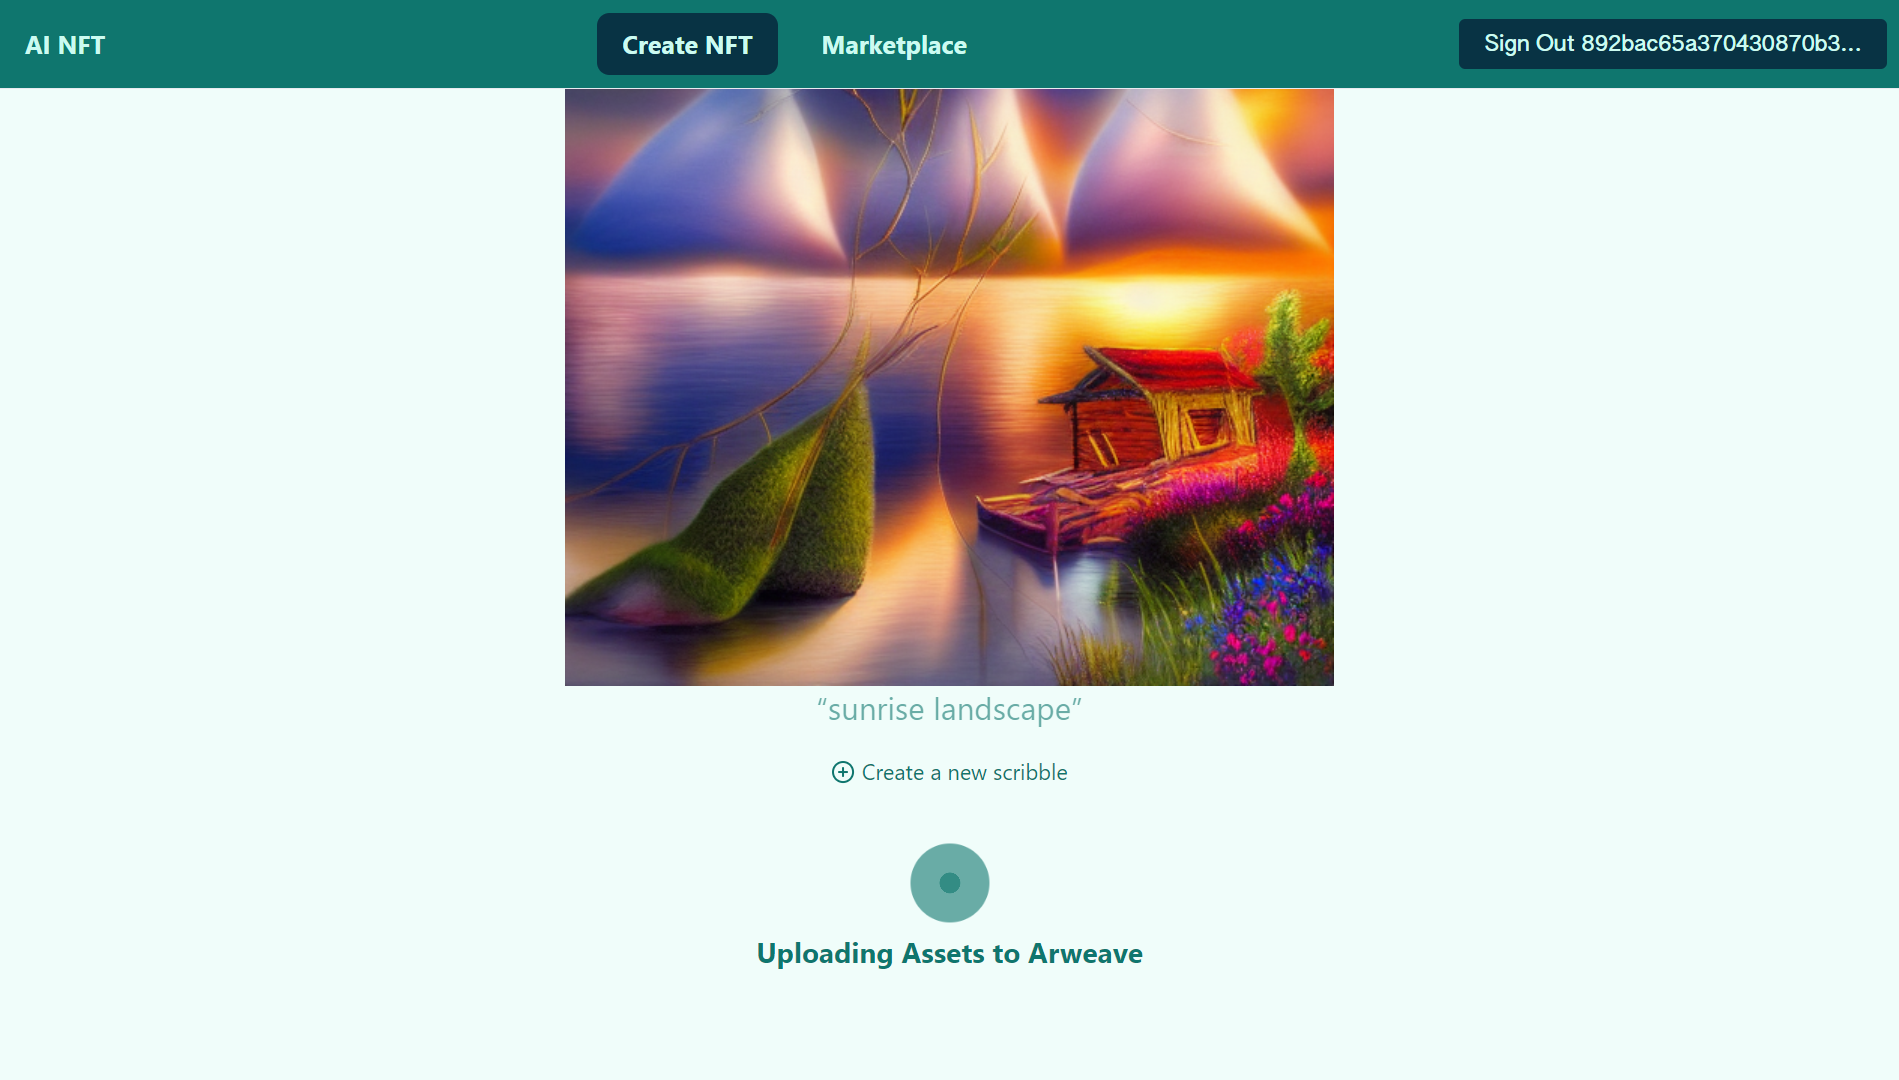 AI NFT
Create NFT
Marketplace
Sign Out 892bac65a370430870b3...
“sunrise landscape”
Create a new scribble
Uploading Assets to Arweave